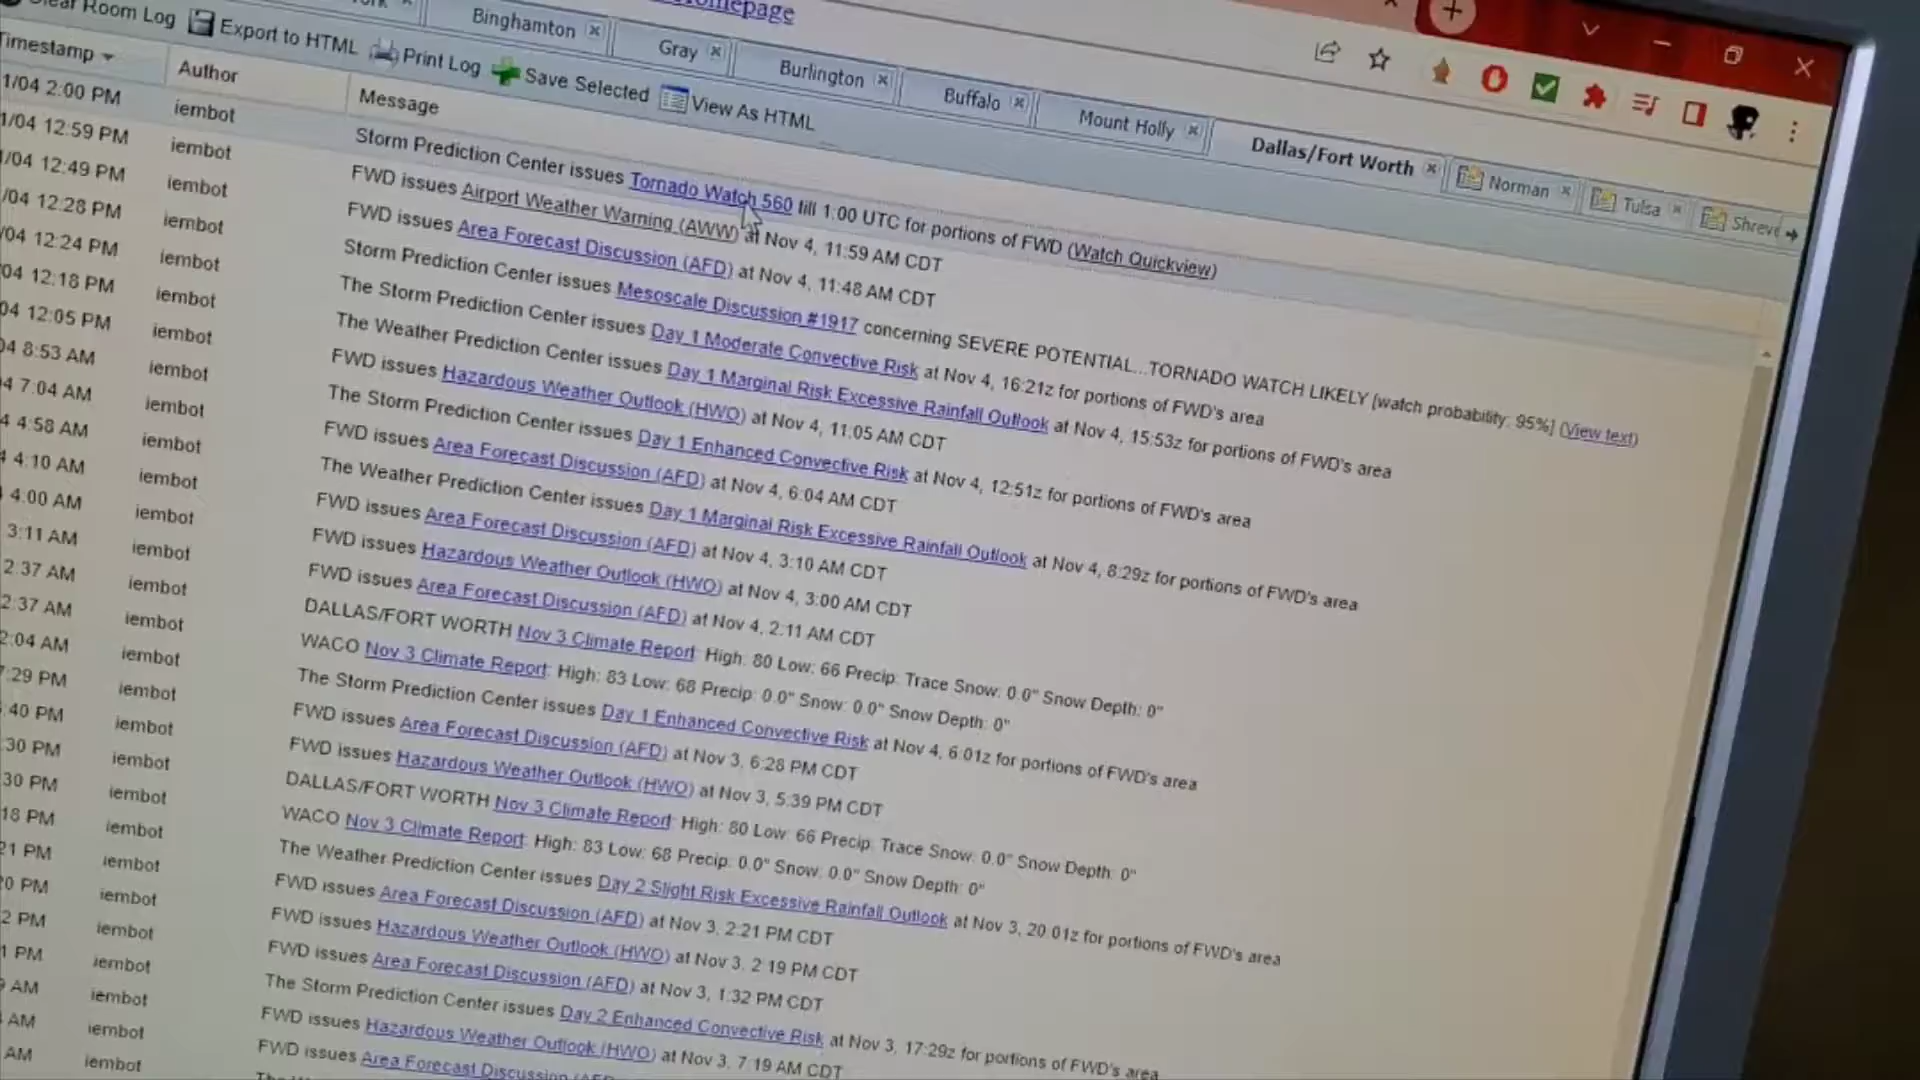 Homepage
Binghamton
Gray
Burlington
Buffalo
Mount Holly
Dallas/Fort Worth
Norman
Tulsa
Clear Room Log
Export to HTML
Print Log
Save Selected
View As HTML
Timestamp
Author
Message
1/04 2:00 PM iembot Storm Prediction Center issues Tornado Watch 560 till 1:00 UTC for portions of FWD (Watch Quickview)
1/04 12:59 PM iembot FWD issues Airport Weather Warning (AWW) at Nov 4, 11:59 AM CDT
/04 12:49 PM iembot FWD issues Area Forecast Discussion (AFD) at Nov 4, 11:48 AM CDT
/04 12:28 PM iembot Storm Prediction Center issues Mesoscale Discussion #1917 concerning SEVERE POTENTIAL...TORNADO WATCH LIKELY [watch probability: 95%] (View text)
/04 12:24 PM iembot The Storm Prediction Center issues Day 1 Moderate Convective Risk at Nov 4, 16:21z for portions of FWD's area
04 12:18 PM iembot The Weather Prediction Center issues Day 1 Marginal Risk Excessive Rainfall Outlook at Nov 4, 15:53z for portions of FWD's area
04 12:05 PM iembot FWD issues Hazardous Weather Outlook (HWO) at Nov 4, 11:05 AM CDT
04 8:53 AM iembot The Storm Prediction Center issues Day 1 Enhanced Convective Risk at Nov 4, 12:51z for portions of FWD's area
4 7:04 AM iembot FWD issues Area Forecast Discussion (AFD) at Nov 4, 6:04 AM CDT
4 4:58 AM iembot The Weather Prediction Center issues Day 1 Marginal Risk Excessive Rainfall Outlook at Nov 4, 8:29z for portions of FWD's area
4 4:10 AM iembot FWD issues Area Forecast Discussion (AFD) at Nov 4, 3:10 AM CDT
4:00 AM iembot FWD issues Hazardous Weather Outlook (HWO) at Nov 4, 3:00 AM CDT
3:11 AM iembot FWD issues Area Forecast Discussion (AFD) at Nov 4, 2:11 AM CDT
2:37 AM iembot DALLAS/FORT WORTH Nov 3 Climate Report: High: 80 Low: 66 Precip: Trace Snow: 0.0" Snow Depth: 0"
2:37 AM iembot WACO Nov 3 Climate Report: High: 83 Low: 68 Precip: 0.0" Snow: 0.0" Snow Depth: 0"
2:04 AM iembot The Storm Prediction Center issues Day 1 Enhanced Convective Risk at Nov 4, 6:01z for portions of FWD's area
7:29 PM iembot FWD issues Area Forecast Discussion (AFD) at Nov 3, 6:28 PM CDT
:40 PM iembot FWD issues Hazardous Weather Outlook (HWO) at Nov 3, 5:39 PM CDT
:30 PM iembot DALLAS/FORT WORTH Nov 3 Climate Report: High: 80 Low: 66 Precip: Trace Snow: 0.0" Snow Depth: 0"
30 PM iembot WACO Nov 3 Climate Report: High: 83 Low: 68 Precip: 0.0" Snow: 0.0" Snow Depth: 0"
18 PM iembot The Weather Prediction Center issues Day 2 Slight Risk Excessive Rainfall Outlook at Nov 3, 20:01z for portions of FWD's area
21 PM iembot FWD issues Area Forecast Discussion (AFD) at Nov 3, 2:21 PM CDT
20 PM iembot FWD issues Hazardous Weather Outlook (HWO) at Nov 3, 2:19 PM CDT
2 PM iembot FWD issues Area Forecast Discussion (AFD) at Nov 3, 1:32 PM CDT
1 PM iembot The Storm Prediction Center issues Day 2 Enhanced Convective Risk at Nov 3, 17:29z for portions of FWD's area
AM iembot FWD issues Hazardous Weather Outlook (HWO) at Nov 3, 7:19 AM CDT
AM iembot FWD issues Area Forecast Discussion
AM iembot